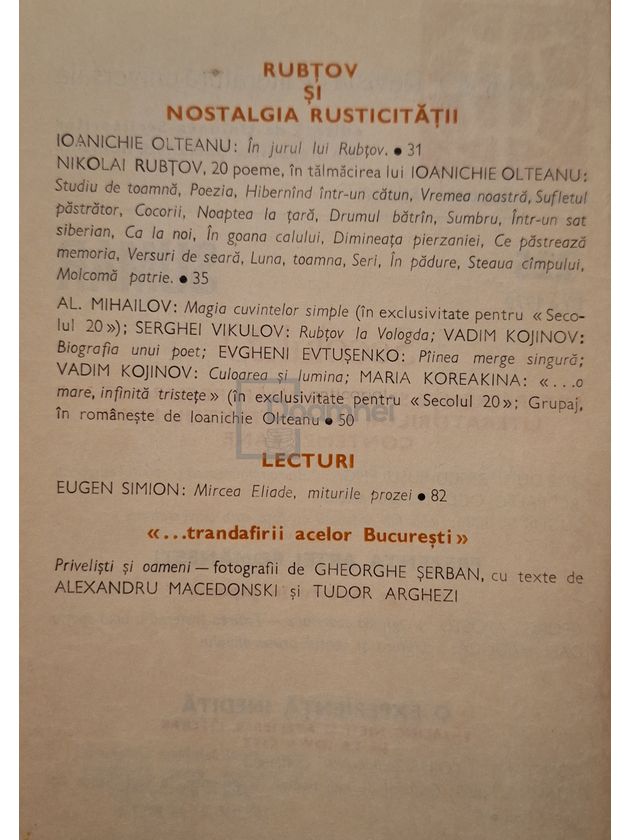 RUBȚOV
ȘI
NOSTALGIA RUSTICITĂȚII
IOANICHIE OLTEANU: În jurul lui Rubțov. ● 31
NIKOLAI RUBȚOV, 20 poeme, în tălmăcirea lui IOANICHIE OLTEANU:
Studiu de toamnă, Poezia, Hibernînd într-un cătun, Vremea noastră, Sufletul
păstrător, Cocorii, Noaptea la țară, Drumul bătrîn, Sumbru, Într-un sat
siberian, Ca la noi, În goana calului, Dimineața pierzaniei, Ce păstrează
memoria, Versuri de seară, Luna, toamna, Seri, În pădure, Steaua cîmpului,
Molcomă patrie. ● 35
AL. MIHAILOV: Magia cuvintelor simple (în exclusivitate pentru «Seco-
lul 20»); SERGHEI VIKULOV: Rubțov la Vologda; VADIM KOJINOV:
Biografia unui poet; EVGHENI EVTUȘENKO: Pîinea merge singură;
VADIM KOJINOV: Culoarea și lumina; MARIA KOREAKINA: «...o
mare, infinită tristețe» (în exclusivitate pentru «Secolul 20»; Grupaj,
în românește de Ioanichie Olteanu ● 50
Doamnei
LECTURI
EUGEN SIMION: Mircea Eliade, miturile prozei ● 82
«...trandafirii acelor București»
Priveliști și oameni — fotografii de GHEORGHE ȘERBAN, cu texte de
ALEXANDRU MACEDONSKI și TUDOR ARGHEZI
O EXPERIENȚĂ INEDITĂ